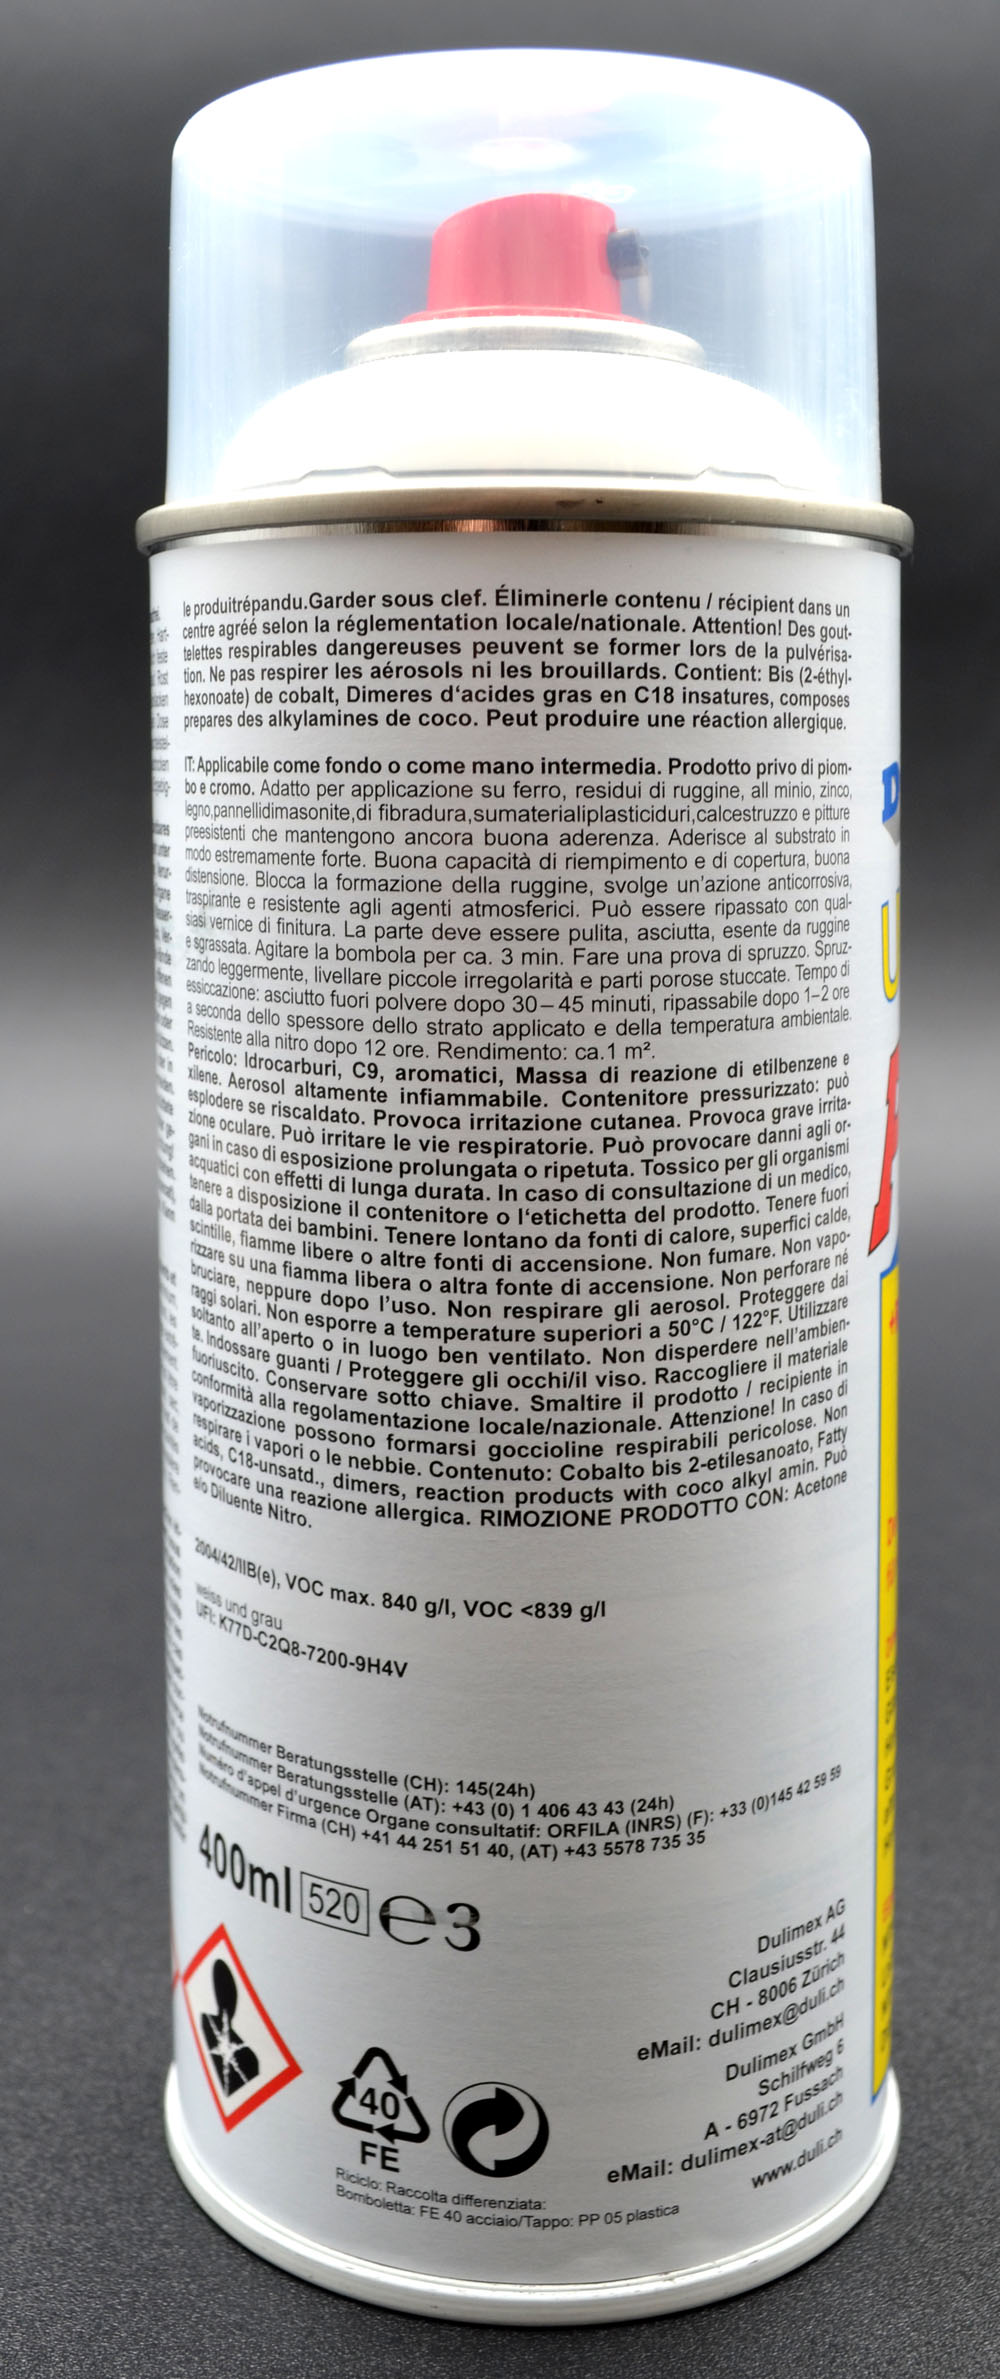 le produitrépandu.Garder sous clef. Éliminerle contenu / récipient dans un
centre agréé selon la réglementation locale/nationale. Attention! Des gout-
telettes respirables dangereuses peuvent se former lors de la pulvérisa-
tion. Ne pas respirer les aérosols ni les brouillards. Contient: Bis (2-éthyl-
hexonoate) de cobalt, Dimeres d‘acides gras en C18 insatures, composes
prepares des alkylamines de coco. Peut produire une réaction allergique.
IT: Applicabile come fondo o come mano intermedia. Prodotto privo di piom-
bo e cromo. Adatto per applicazione su ferro, residui di ruggine, all minio, zinco,
legno,pannellidimasonite,di fibradura,sumaterialiplasticiduri,calcestruzzo e pitture
preesistenti che mantengono ancora buona aderenza. Aderisce al substrato in
modo estremamente forte. Buona capacità di riempimento e di copertura, buona
distensione. Blocca la formazione della ruggine, svolge un’azione anticorrosiva,
traspirante e resistente agli agenti atmosferici. Può essere ripassato con qual-
siasi vernice di finitura. La parte deve essere pulita, asciutta, esente da ruggine
e sgrassata. Agitare la bombola per ca. 3 min. Fare una prova di spruzzo. Spruz-
zando leggermente, livellare piccole irregolarità e parti porose stuccate. Tempo di
essiccazione: asciutto fuori polvere dopo 30–45 minuti, ripassabile dopo 1–2 ore
a seconda dello spessore dello strato applicato e della temperatura ambientale.
Resistente alla nitro dopo 12 ore. Rendimento: ca.1 m².
Pericolo: Idrocarburi, C9, aromatici, Massa di reazione di etilbenzene e
xilene. Aerosol altamente infiammabile. Contenitore pressurizzato: può
esplodere se riscaldato. Provoca irritazione cutanea. Provoca grave irrita-
zione oculare. Può irritare le vie respiratorie. Può provocare danni agli or-
gani in caso di esposizione prolungata o ripetuta. Tossico per gli organismi
acquatici con effetti di lunga durata. In caso di consultazione di un medico,
tenere a disposizione il contenitore o l‘etichetta del prodotto. Tenere fuori
dalla portata dei bambini. Tenere lontano da fonti di calore, superfici calde,
scintille, fiamme libere o altre fonti di accensione. Non fumare. Non vapo-
rizzare su una fiamma libera o altra fonte di accensione. Non perforare né
bruciare, neppure dopo l’uso. Non respirare gli aerosol. Proteggere dai
raggi solari. Non esporre a temperature superiori a 50°C / 122°F. Utilizzare
soltanto all’aperto o in luogo ben ventilato. Non disperdere nell’ambien-
te. Indossare guanti / Proteggere gli occhi/il viso. Raccogliere il materiale
fuoriuscito. Conservare sotto chiave. Smaltire il prodotto / recipiente in
conformità alla regolamentazione locale/nazionale. Attenzione! In caso di
vaporizzazione possono formarsi goccioline respirabili pericolose. Non
respirare i vapori o le nebbie. Contenuto: Cobalto bis 2-etilesanoato, Fatty
acids, C18-unsatd., dimers, reaction products with coco alkyl amin. Può
provocare una reazione allergica. RIMOZIONE PRODOTTO CON: Acetone
e/o Diluente Nitro.
2004/42/IIB(e), VOC max. 840 g/l, VOC <839 g/l
weiss und grau
UFI: K77D-C2Q8-7200-9H4V
Notrufnummer Beratungsstelle (CH): 145(24h)
Notrufnummer Beratungsstelle (AT): +43 (0) 1 406 43 43 (24h)
Numéro d’appel d’urgence Organe consultatif: ORFILA (INRS) (F): +33 (0)145 42 59 59
Notrufnummer Firma (CH) +41 44 251 51 40, (AT) +43 5578 735 35
400ml 520 e 3
Dulimex AG
Clausiusstr. 44
CH - 8006 Zürich
eMail: dulimex@duli.ch
Dulimex GmbH
Schilfweg 6
A - 6972 Fussach
eMail: dulimex-at@duli.ch
www.duli.ch
40
FE
Riciclo: Raccolta differenziata:
Bomboletta: FE 40 acciaio/Tappo: PP 05 plastica